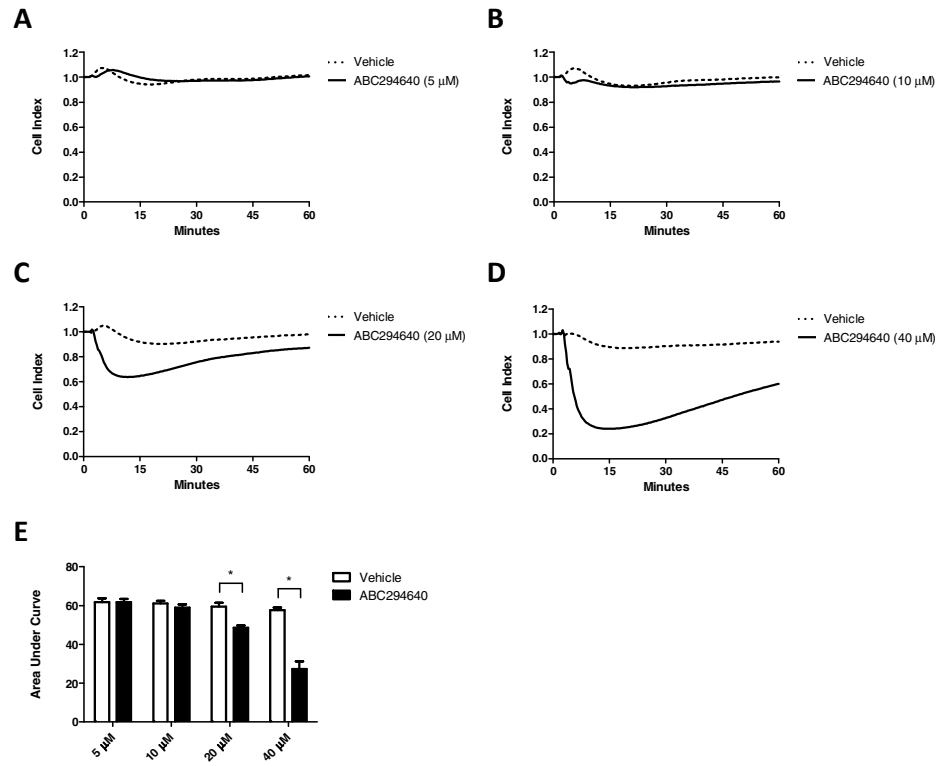 A
1.2
1.0
0.8
0.6
0.4
0.2
0.0
Cell Index
0 15 30 45 60
Minutes
Vehicle
ABC294640 (5 µM)
B
1.2
1.0
0.8
0.6
0.4
0.2
0.0
Cell Index
0 15 30 45 60
Minutes
Vehicle
ABC294640 (10 µM)
C
1.2
1.0
0.8
0.6
0.4
0.2
0.0
Cell Index
0 15 30 45 60
Minutes
Vehicle
ABC294640 (20 µM)
D
1.2
1.0
0.8
0.6
0.4
0.2
0.0
Cell Index
0 15 30 45 60
Minutes
Vehicle
ABC294640 (40 µM)
E
80
60
40
20
0
Area Under Curve
* *
5 µM 10 µM 20 µM 40 µM
Vehicle
ABC294640